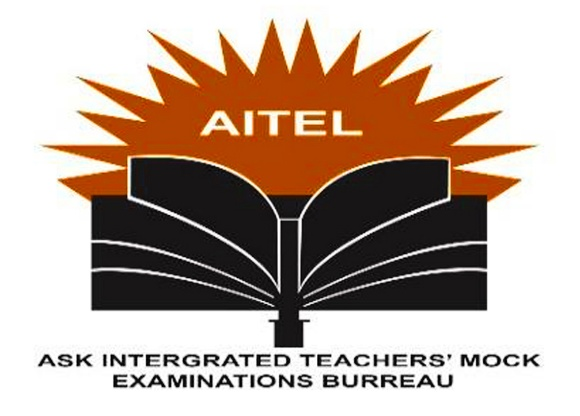 AITEL
ASK INTERGRATED TEACHERS' MOCK
EXAMINATIONS BURREAU